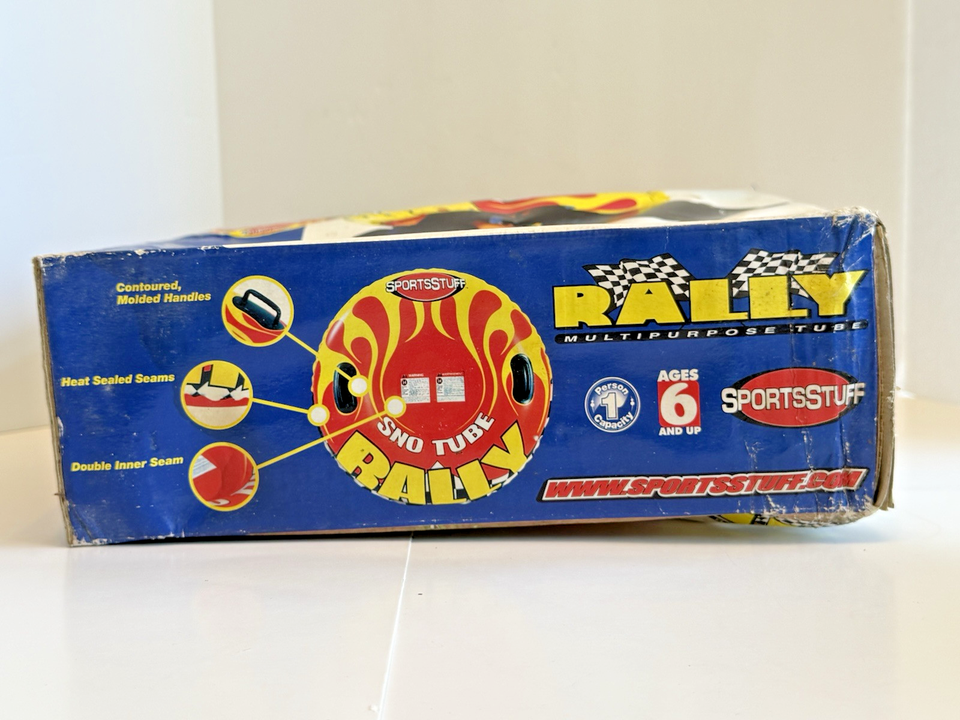 Contoured,
Molded Handles
Heat Sealed Seams
Double Inner Seam
SPORTSSTUFF
SNO TUBE
RALLY
RALLY
MULTIPURPOSE TUBE
Person
1
Capacity
AGES
6
AND UP
SPORTSSTUFF
WWW.SPORTSSTUFF.COM